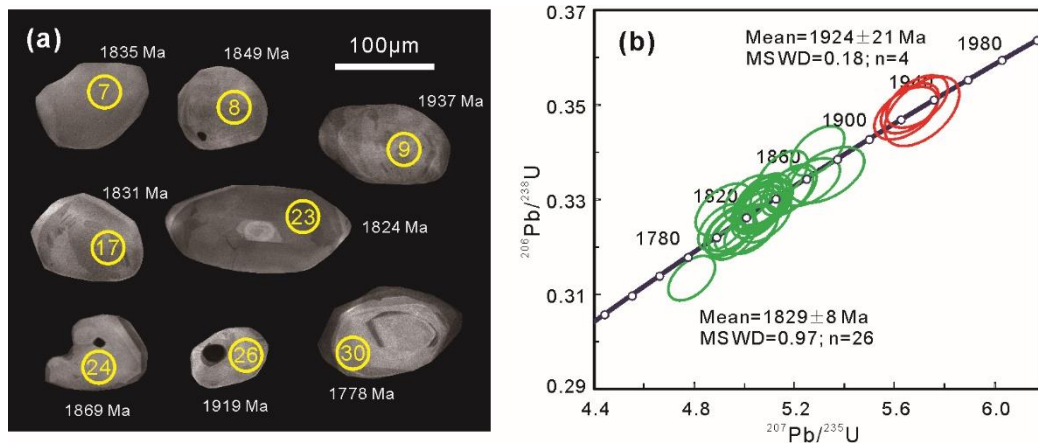 (a)
100μm
1835 Ma
1849 Ma
7
8
1937 Ma
9
1831 Ma
17
23
1824 Ma
24
26
30
1869 Ma
1919 Ma
1778 Ma
(b)
0.37
0.35
0.33
0.31
0.29
²⁰⁶Pb/²³⁸U
Mean=1924±21 Ma
MSWD=0.18; n=4
1980
1940
1900
1860
1820
1780
Mean=1829±8 Ma
MSWD=0.97; n=26
4.4 4.8 5.2 5.6 6.0
²⁰⁷Pb/²³⁵U